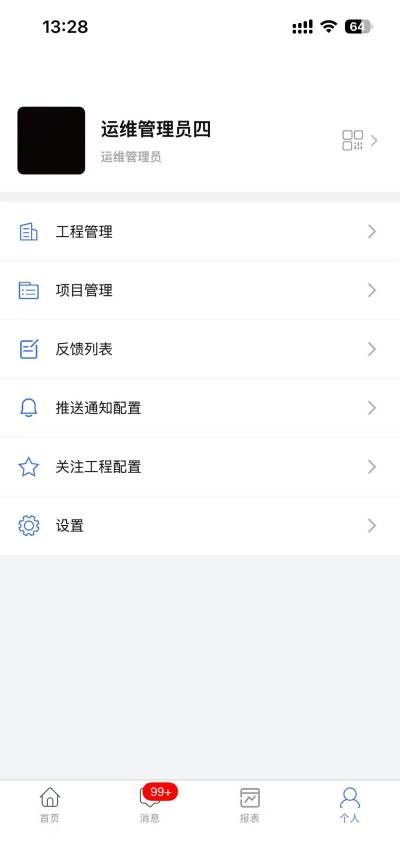 13:28
64
运维管理员四
运维管理员
工程管理
项目管理
反馈列表
推送通知配置
关注工程配置
设置
99+
首页
消息
报表
个人